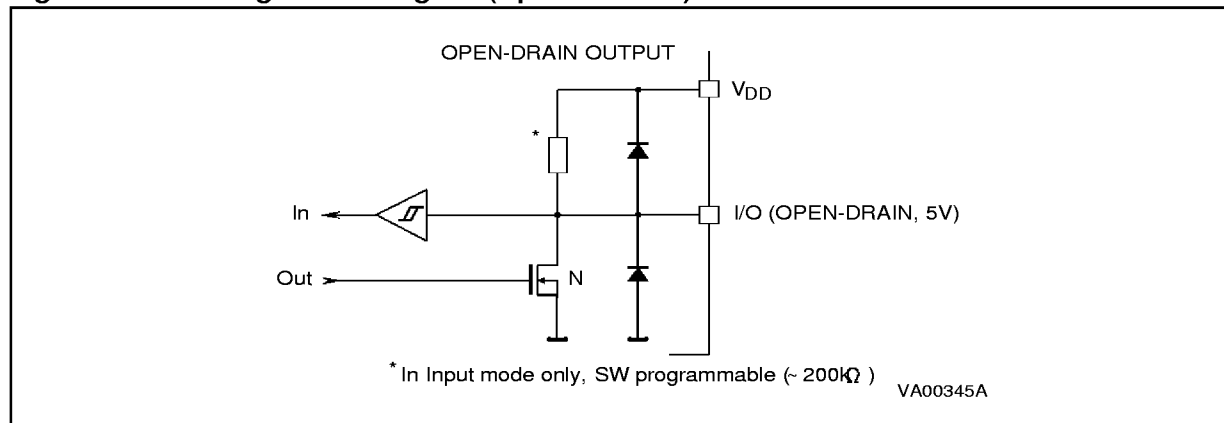 OPEN-DRAIN OUTPUT
VDD
*
In
I/O (OPEN-DRAIN, 5V)
Out
N
* In Input mode only, SW programmable (~ 200kΩ )
VA00345A